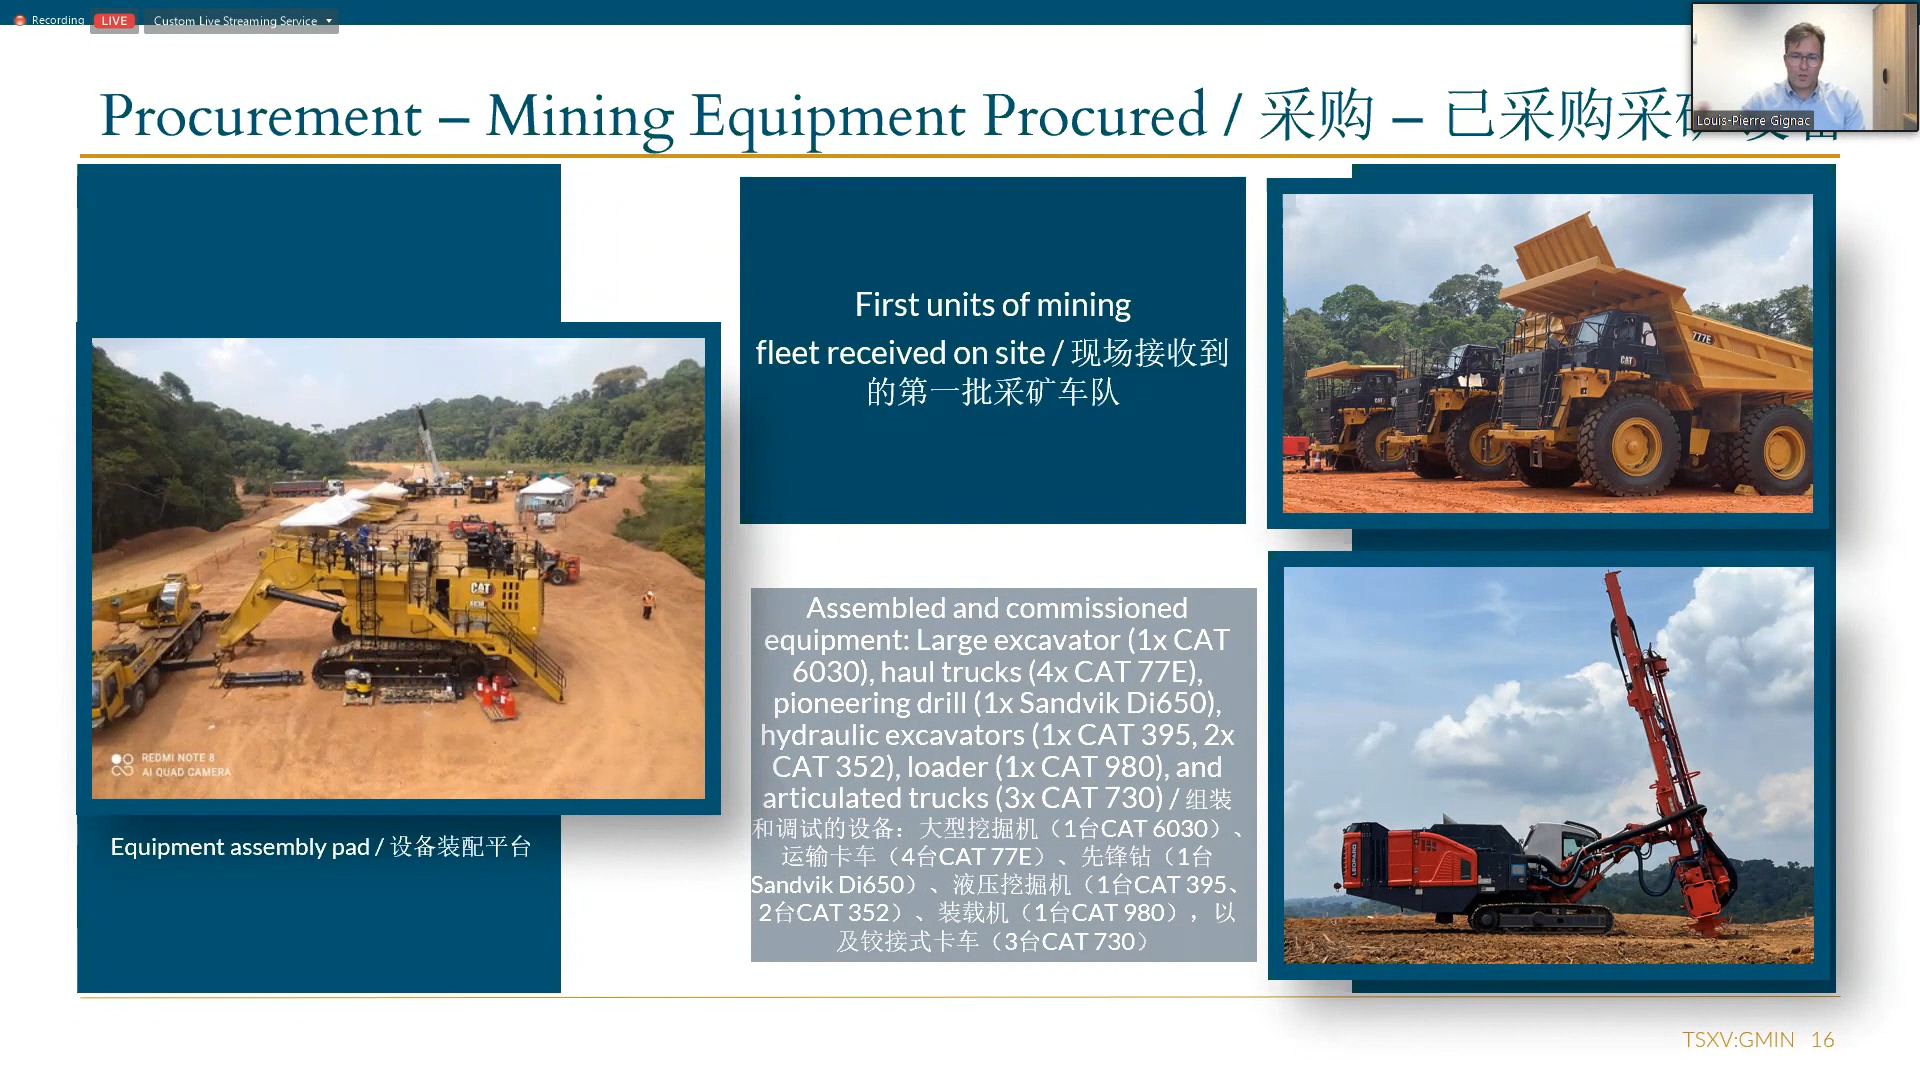 Recording
LIVE
Custom Live Streaming Service
Louis-Pierre Gignac
Procurement – Mining Equipment Procured / 采购 – 已采购采矿设备
First units of mining
fleet received on site / 现场接收到
的第一批采矿车队
777E
CAT
CAT
REDMI NOTE 8
AI QUAD CAMERA
Equipment assembly pad / 设备装配平台
Assembled and commissioned
equipment: Large excavator (1x CAT
6030), haul trucks (4x CAT 77E),
pioneering drill (1x Sandvik Di650),
hydraulic excavators (1x CAT 395, 2x
CAT 352), loader (1x CAT 980), and
articulated trucks (3x CAT 730) / 组装
和调试的设备：大型挖掘机（1台CAT 6030）、
运输卡车（4台CAT 77E）、先锋钻（1台
Sandvik Di650）、液压挖掘机（1台CAT 395、
2台CAT 352）、装载机（1台CAT 980），以
及铰接式卡车（3台CAT 730）
LEOPARD
TSXV:GMIN 16